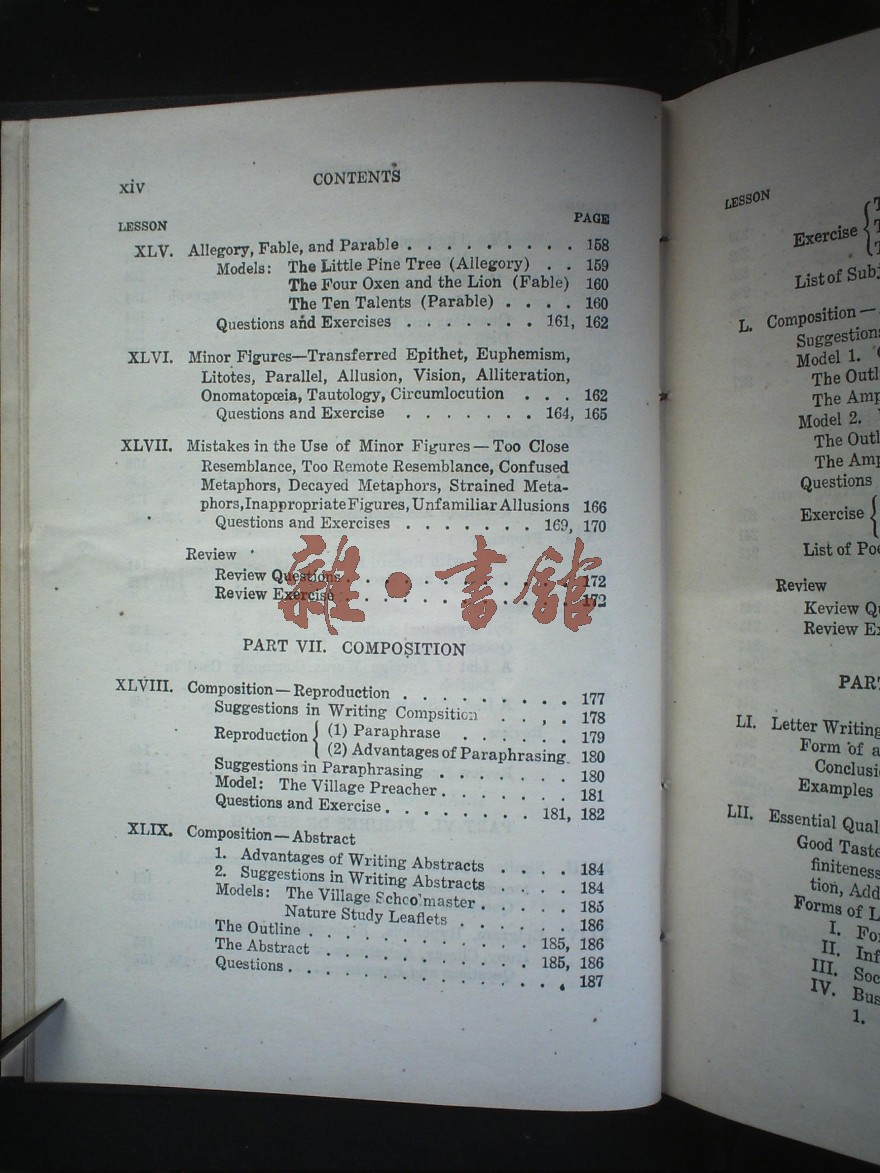 xiv CONTENTS
LESSON PAGE
XLV. Allegory, Fable, and Parable . . . . . . . . . 158
Models: The Little Pine Tree (Allegory) . . 159
The Four Oxen and the Lion (Fable) 160
The Ten Talents (Parable) . . . . 160
Questions and Exercises . . . . . . . 161, 162
XLVI. Minor Figures—Transferred Epithet, Euphemism,
Litotes, Parallel, Allusion, Vision, Alliteration,
Onomatopœia, Tautology, Circumlocution . . . 162
Questions and Exercise . . . . . . . 164, 165
XLVII. Mistakes in the Use of Minor Figures — Too Close
Resemblance, Too Remote Resemblance, Confused
Metaphors, Decayed Metaphors, Strained Meta-
phors, Inappropriate Figures, Unfamiliar Allusions 166
Questions and Exercises . . . . . . . 169, 170
Review
Review Questions . . . . . . . . . . . . 172
Review Exercise . . . . . . . . . . . . 172
雜·書館
PART VII. COMPOSITION
XLVIII. Composition — Reproduction . . . . . . . . . 177
Suggestions in Writing Compsition . . , . 178
Reproduction { (1) Paraphrase . . . . . . 179
(2) Advantages of Paraphrasing. 180
Suggestions in Paraphrasing . . . . . . . 180
Model: The Village Preacher . . . . . . . 181
Questions and Exercise . . . . . . . . 181, 182
XLIX. Composition — Abstract
1. Advantages of Writing Abstracts . . . . 184
2. Suggestions in Writing Abstracts . . . . 184
Models: The Village Schoolmaster . . . . . 185
Nature Study Leaflets . . . . . . 186
The Outline . . . . . . . . . . . 185, 186
The Abstract . . . . . . . . . . 185, 186
Questions . . . . . . . . . . . . . . 187
LESSON
Exercise {
List of Subj
L. Composition —
Suggestions
Model 1.
The Outl
The Amp
Model 2.
The Outl
The Amp
Questions
Exercise {
List of Poe
Review
Keview Qu
Review Ex
PART
LI. Letter Writing
Form of a
Conclusi
Examples
LII. Essential Qual
Good Taste
finiteness
tion, Add
Forms of L
I. For
II. Inf
III. Soc
IV. Bus
1.